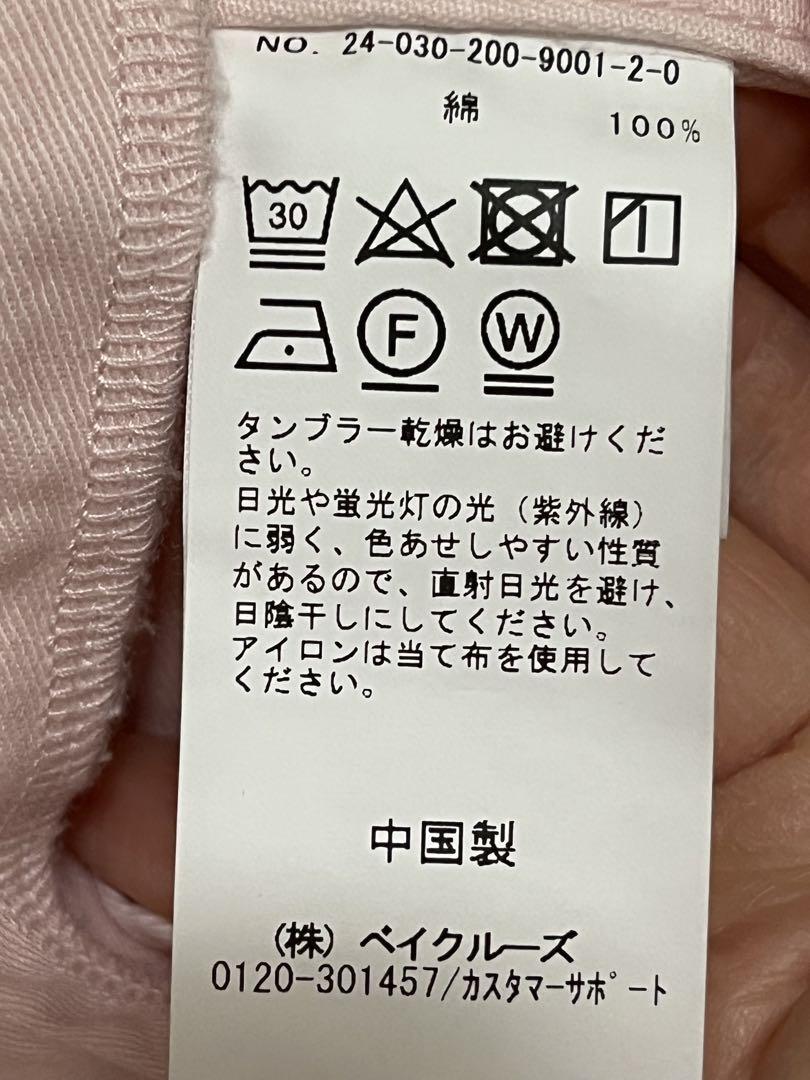 NO. 24-030-200-9001-2-0
綿 100%
30
F W
タンブラー乾燥はお避けくだ
さい。
日光や蛍光灯の光（紫外線）
に弱く、色あせしやすい性質
があるので、直射日光を避け、
日陰干しにしてください。
アイロンは当て布を使用して
ください。
中国製
(株) ベイクルーズ
0120-301457/ｶｽﾀﾏｰｻﾎﾟｰﾄ